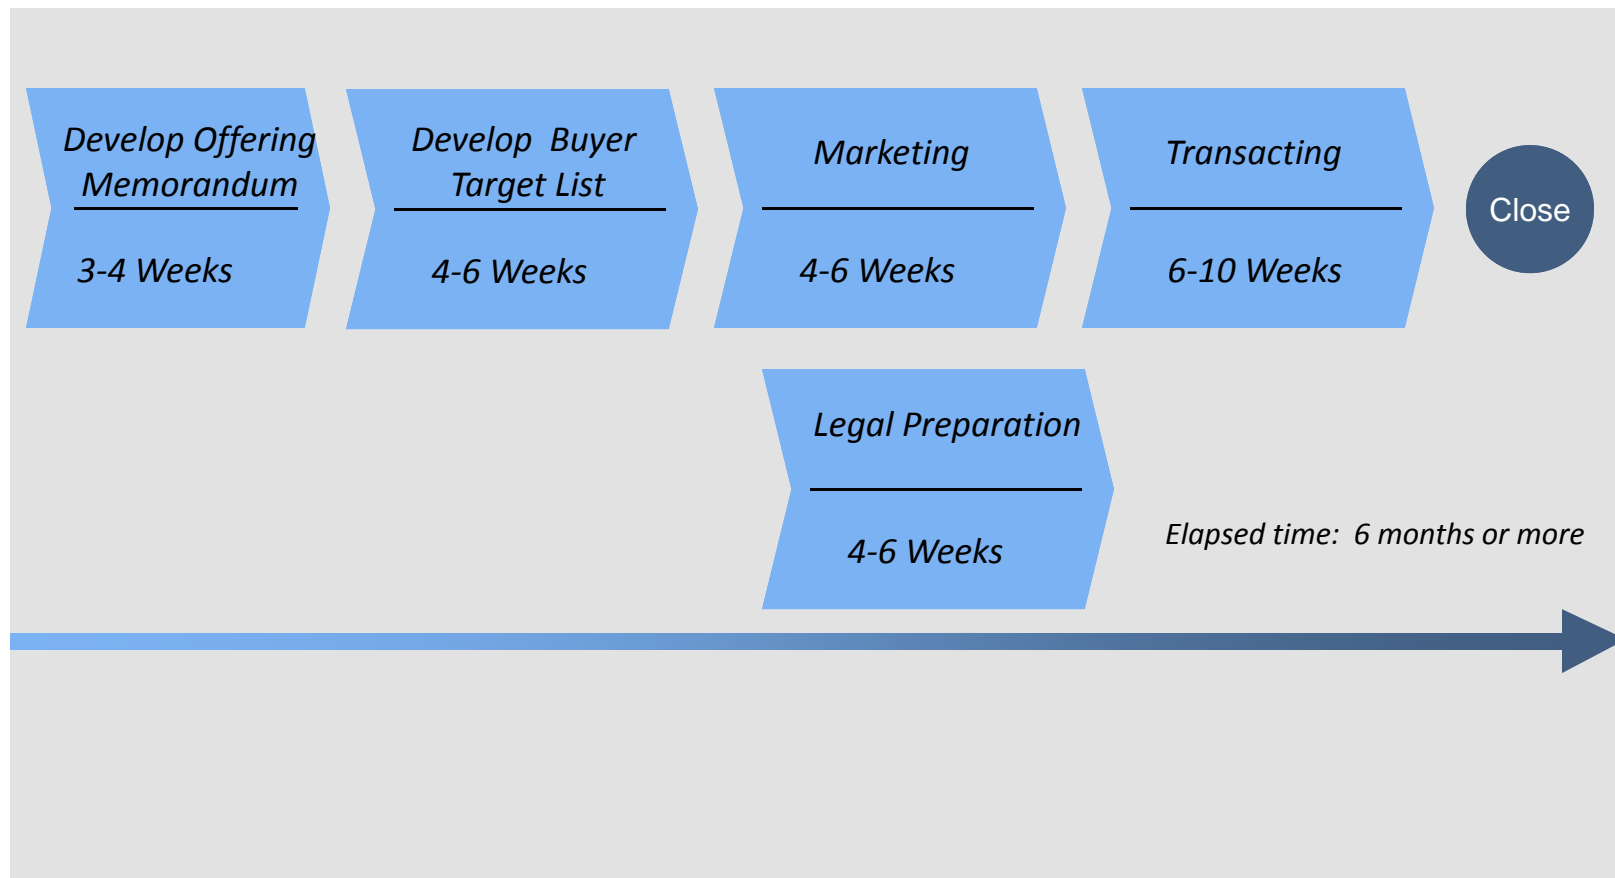 Develop Offering
Memorandum
3-4 Weeks
Develop  Buyer
Target List
4-6 Weeks
Marketing
4-6 Weeks
Transacting
6-10 Weeks
Close
Legal Preparation
4-6 Weeks
Elapsed time:  6 months or more